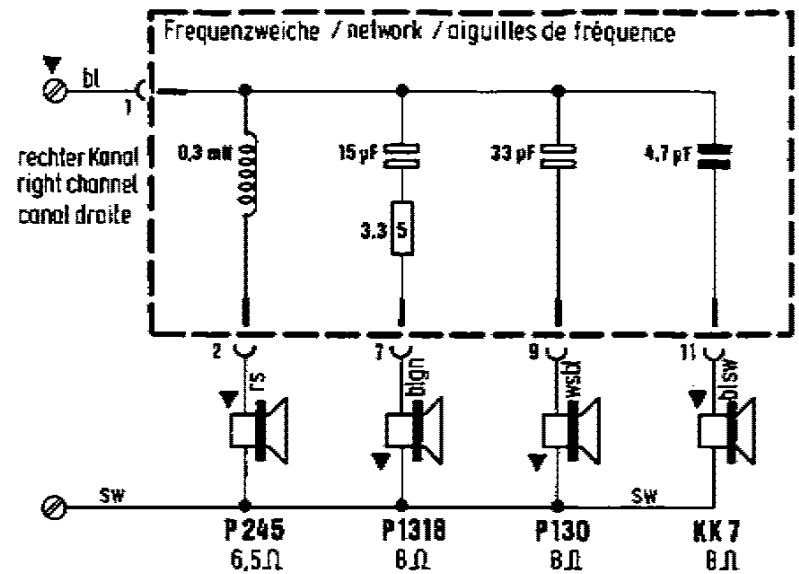 Frequenzweiche / network / aiguilles de fréquence
bl
1
rechter Kanal
right channel
canal droite
0,3 mH
15 µF
33 µF
4,7 µF
3.3
5
2
7
9
11
rs
blgn
wsbl
blsw
sw
sw
P 245
P1318
P130
KK 7
6,5 Ω
8 Ω
8 Ω
8 Ω